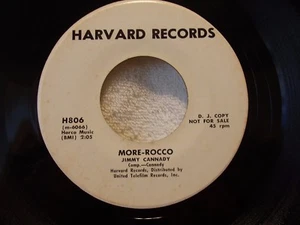 HARVARD RECORDS
H806
[m-6066]
Harco Music
(BMI) 2:05
D. J. COPY
NOT FOR SALE
45 rpm
MORE-ROCCO
JIMMY CANNADY
Comp.—Cannady
Harvard Records, Distributed by
United Telefilm Records, Inc.